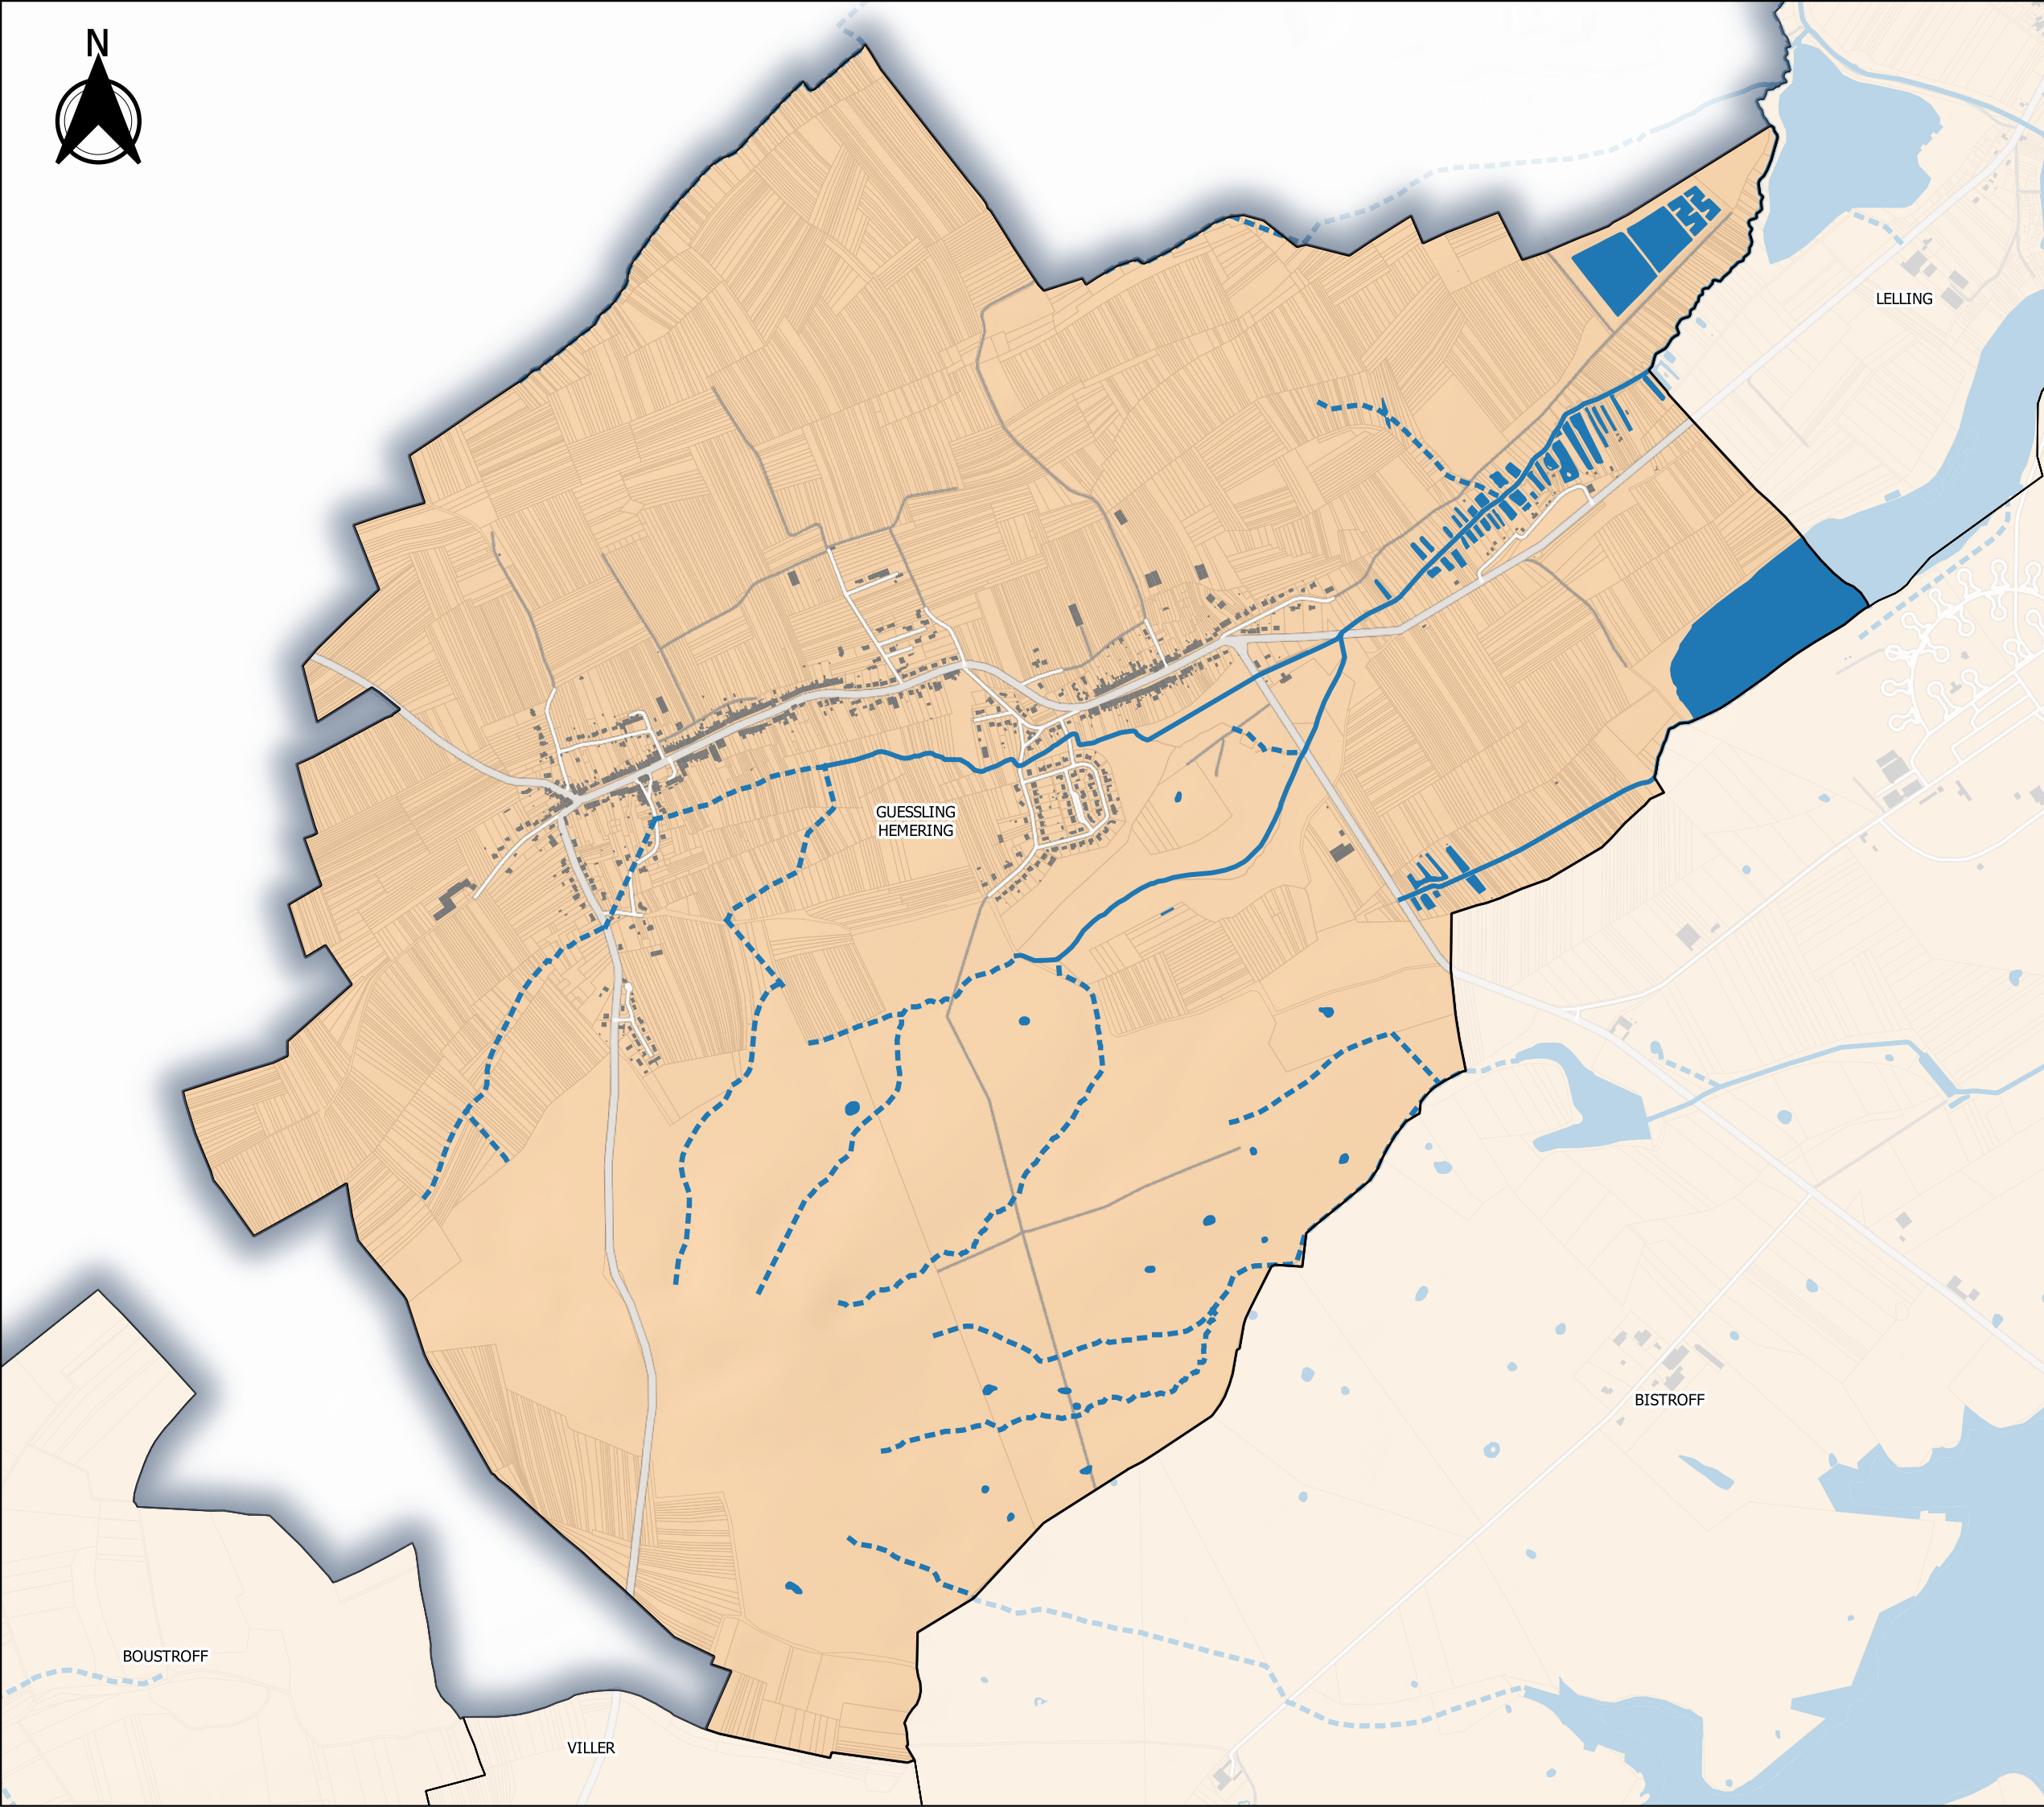 N
LELLING
GUESSLING
HEMERING
BISTROFF
BOUSTROFF
VILLER